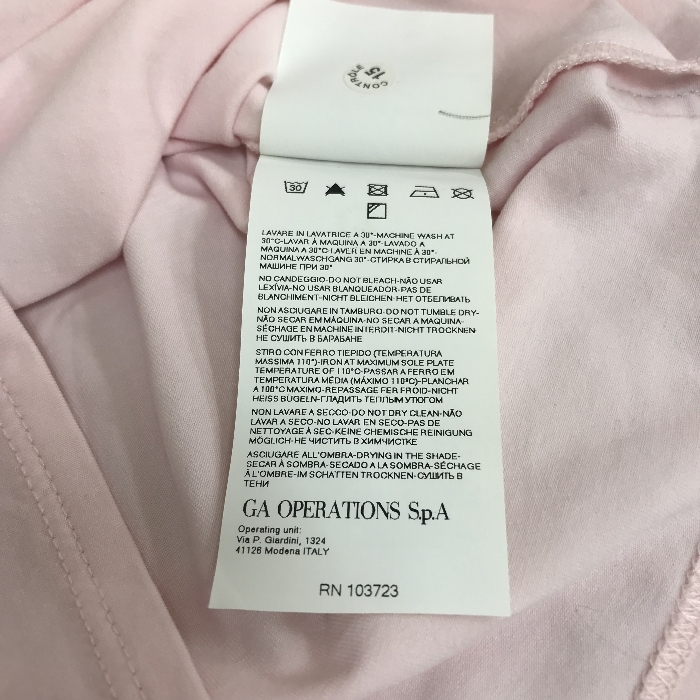 CONTRÔLE
15
30
LAVARE IN LAVATRICE A 30°-MACHINE WASH AT
30°C-LAVAR À MAQUINA A 30°-LAVADO A
MAQUINA A 30°C-LAVER EN MACHINE À 30°-
NORMALWASCHGANG 30°-СТИРКА В СТИРАЛЬНОЙ
МАШИНЕ ПРИ 30°
NO CANDEGGIO-DO NOT BLEACH-NÃO USAR
LEXÍVIA-NO USAR BLANQUEADOR-PAS DE
BLANCHIMENT-NICHT BLEICHEN-НЕТ ОТБЕЛИВАТЬ
NON ASCIUGARE IN TAMBURO-DO NOT TUMBLE DRY-
NÃO SECAR EM MÁQUINA-NO SECAR A MAQUINA-
SÉCHAGE EN MACHINE INTERDIT-NICHT TROCKNEN-
НЕ СУШИТЬ В БАРАБАНЕ
STIRO CON FERRO TIEPIDO (TEMPERATURA
MASSIMA 110°)-IRON AT MAXIMUM SOLE PLATE
TEMPERATURE OF 110°C-PASSAR A FERRO EM
TEMPERATURA MÉDIA (MÁXIMO 110°C)-PLANCHAR
A 100°C MAXIMO-REPASSAGE FER FROID-NICHT
HEISS BÜGELN-ГЛАДИТЬ ТЕПЛЫМ УТЮГОМ
NON LAVARE A SECCO-DO NOT DRY CLEAN-NÃO
LAVAR A SECO-NO LAVAR EN SECO-PAS DE
NETTOYAGE À SEC-KEINE CHEMISCHE REINIGUNG
MÖGLICH-НЕ ЧИСТИТЬ В ХИМЧИСТКЕ
ASCIUGARE ALL'OMBRA-DRYING IN THE SHADE-
SECAR À SOMBRA-SECADO A LA SOMBRA-SÉCHAGE
À L'OMBRE-IM SCHATTEN TROCKNEN-СУШИТЬ В
ТЕНИ
GA OPERATIONS S.p.A
Operating unit:
Via P. Giardini, 1324
41126 Modena ITALY
RN 103723